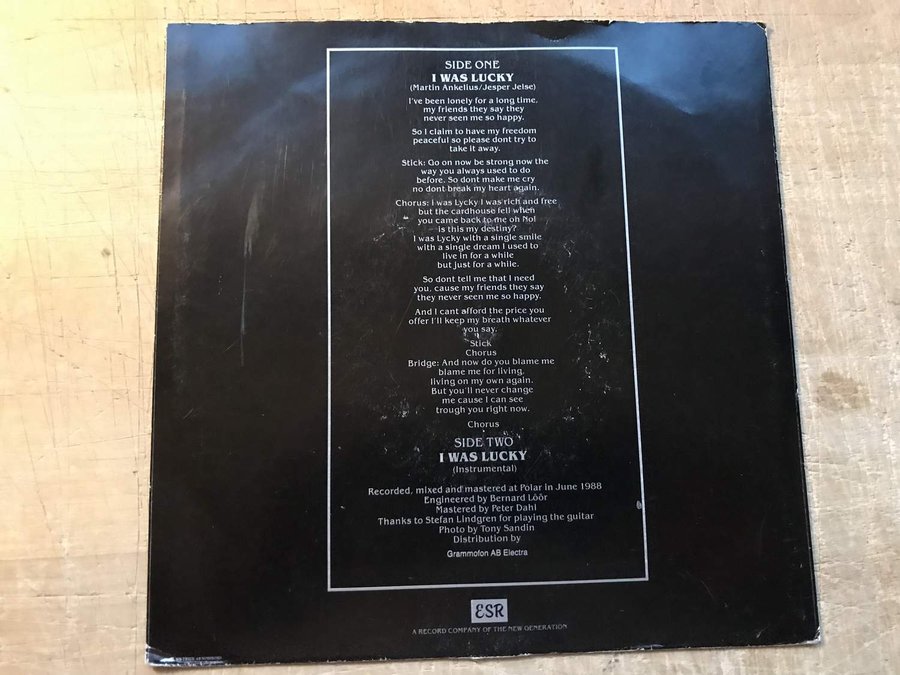 SIDE ONE
I WAS LUCKY
(Martin Ankelius/Jesper Jelse)
I've been lonely for a long time,
my friends they say they
never seen me so happy.
So I claim to have my freedom
peaceful so please dont try to
take it away.
Stick: Go on now be strong now the
way you always used to do
before. So dont make me cry
no dont break my heart again.
Chorus: I was Lycky I was rich and free
but the cardhouse fell when
you came back to me oh No!
is this my destiny?
I was Lycky with a single smile
with a single dream I used to
live in for a while
but just for a while.
So dont tell me that I need
you, cause my friends they say
they never seen me so happy.
And I cant afford the price you
offer I'll keep my breath whatever
you say.
Stick
Chorus
Bridge: And now do you blame me
blame me for living,
living on my own again.
But you'll never change
me cause I can see
trough you right now.
Chorus
SIDE TWO
I WAS LUCKY
(Instrumental)
Recorded, mixed and mastered at Polar in June 1988
Engineered by Bernard Löör
Mastered by Peter Dahl
Thanks to Stefan Lindgren for playing the guitar
Photo by Tony Sandin
Distribution by
Grammofon AB Electra
ESR
A RECORD COMPANY OF THE NEW GENERATION